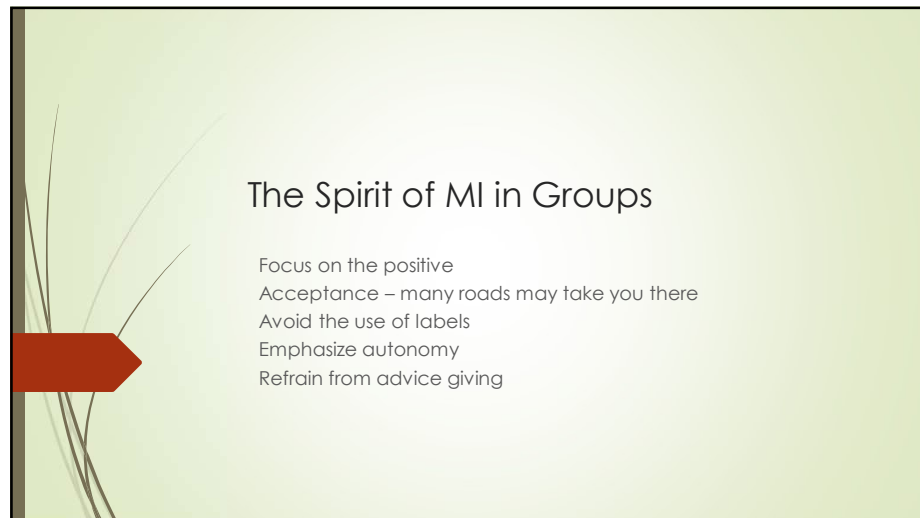 The Spirit of MI in Groups
Focus on the positive
Acceptance – many roads may take you there
Avoid the use of labels
Emphasize autonomy
Refrain from advice giving